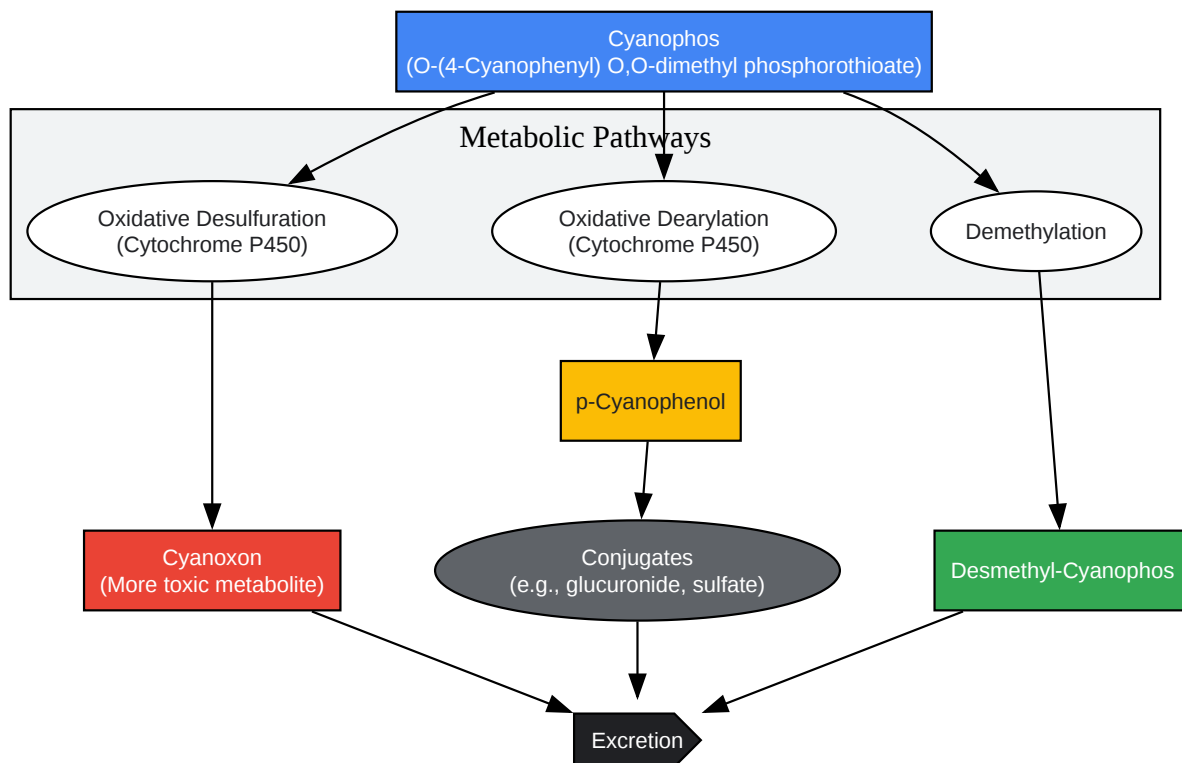 Cyanophos
(O-(4-Cyanophenyl) O,O-dimethyl phosphorothioate)
Metabolic Pathways
Oxidative Desulfuration
(Cytochrome P450)
Oxidative Dearylation
(Cytochrome P450)
Demethylation
p-Cyanophenol
Cyanoxon
(More toxic metabolite)
Conjugates
(e.g., glucuronide, sulfate)
Desmethyl-Cyanophos
Excretion